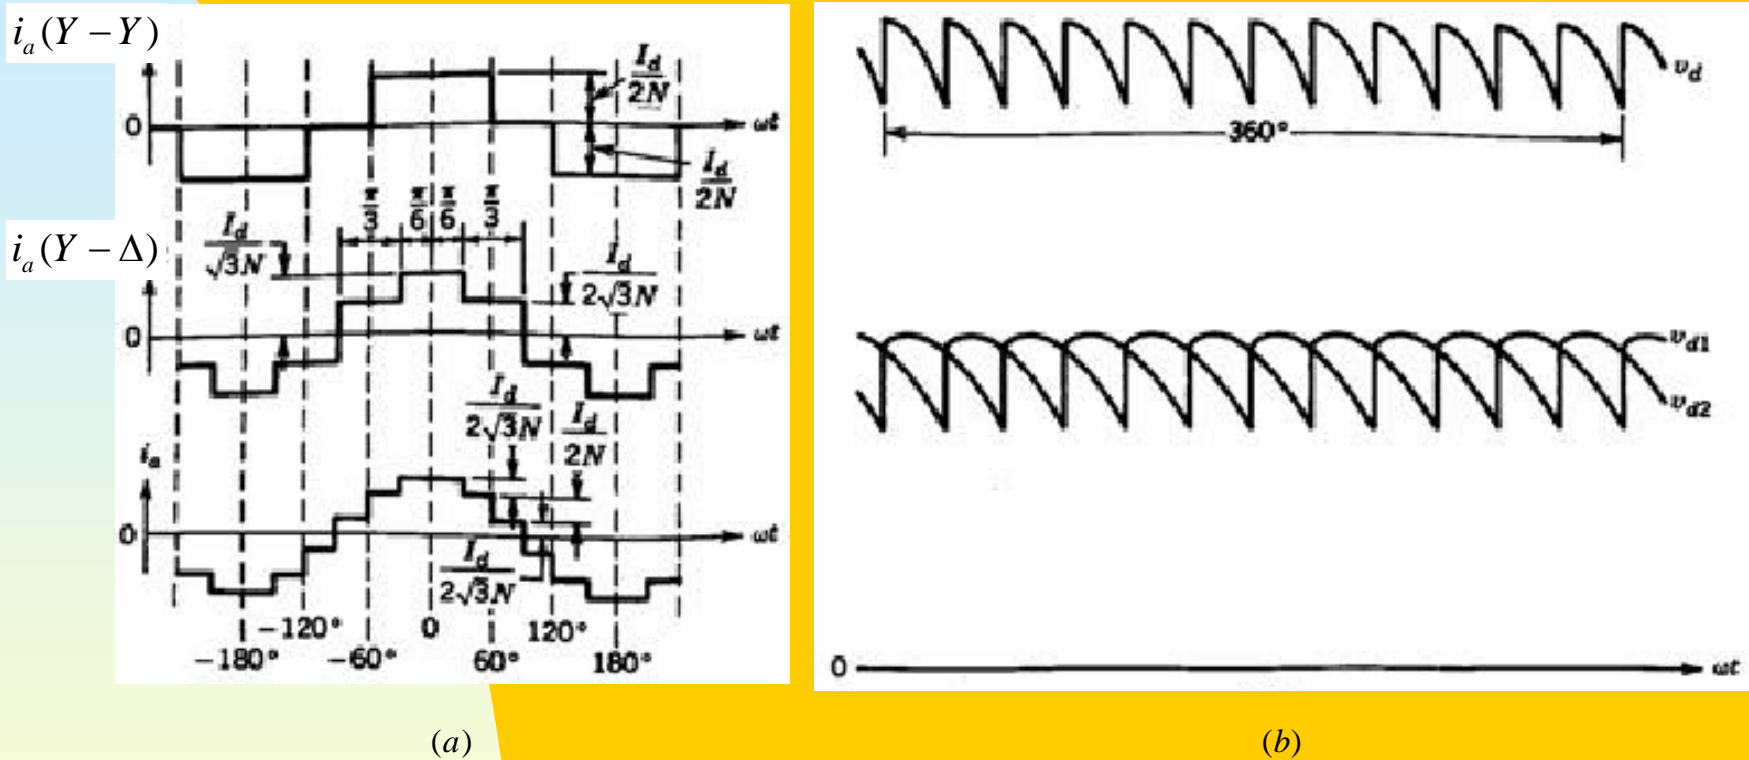 i_a(Y − Y)
I_d/2N
0
ωt
I_d/2N
π/3 π/6 π/6 π/3
i_a(Y − Δ)
I_d/√3N
I_d/2√3N
0
ωt
I_d/2√3N
I_d/2N
i_a
0
ωt
I_d/2√3N
−120° 0 120°
−180° −60° 60° 180°
(a)
v_d
360°
v_d1
v_d2
0
ωt
(b)